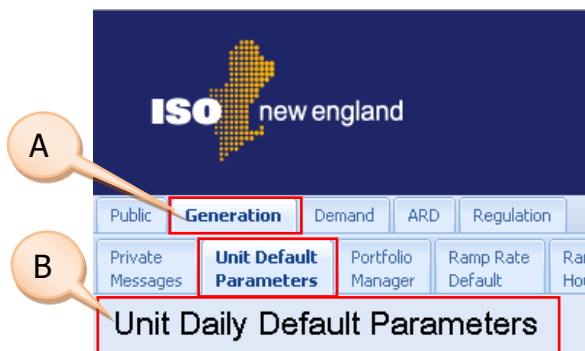 ISO new england
A
Public Generation Demand ARD Regulation
B
Private Unit Default Portfolio Ramp Rate
Messages Parameters Manager Default
Unit Daily Default Parameters